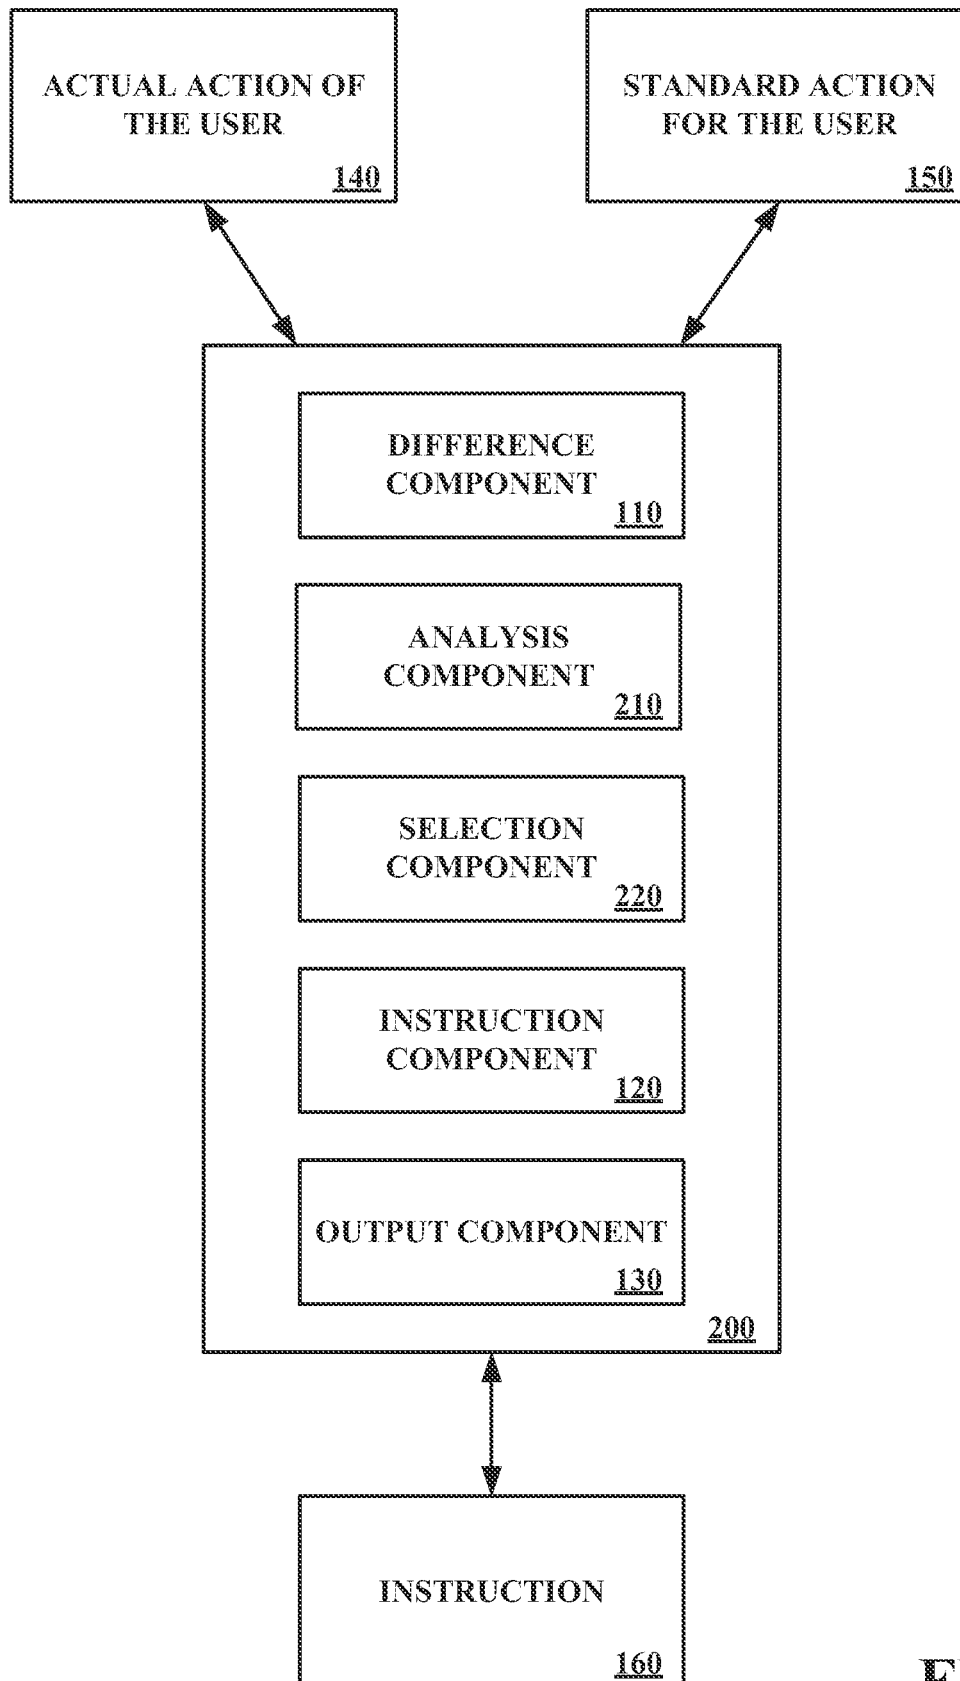 ACTUAL ACTION OF
THE USER
140
STANDARD ACTION
FOR THE USER
150
DIFFERENCE
COMPONENT
110
ANALYSIS
COMPONENT
210
SELECTION
COMPONENT
220
INSTRUCTION
COMPONENT
120
OUTPUT COMPONENT
130
200
INSTRUCTION
160